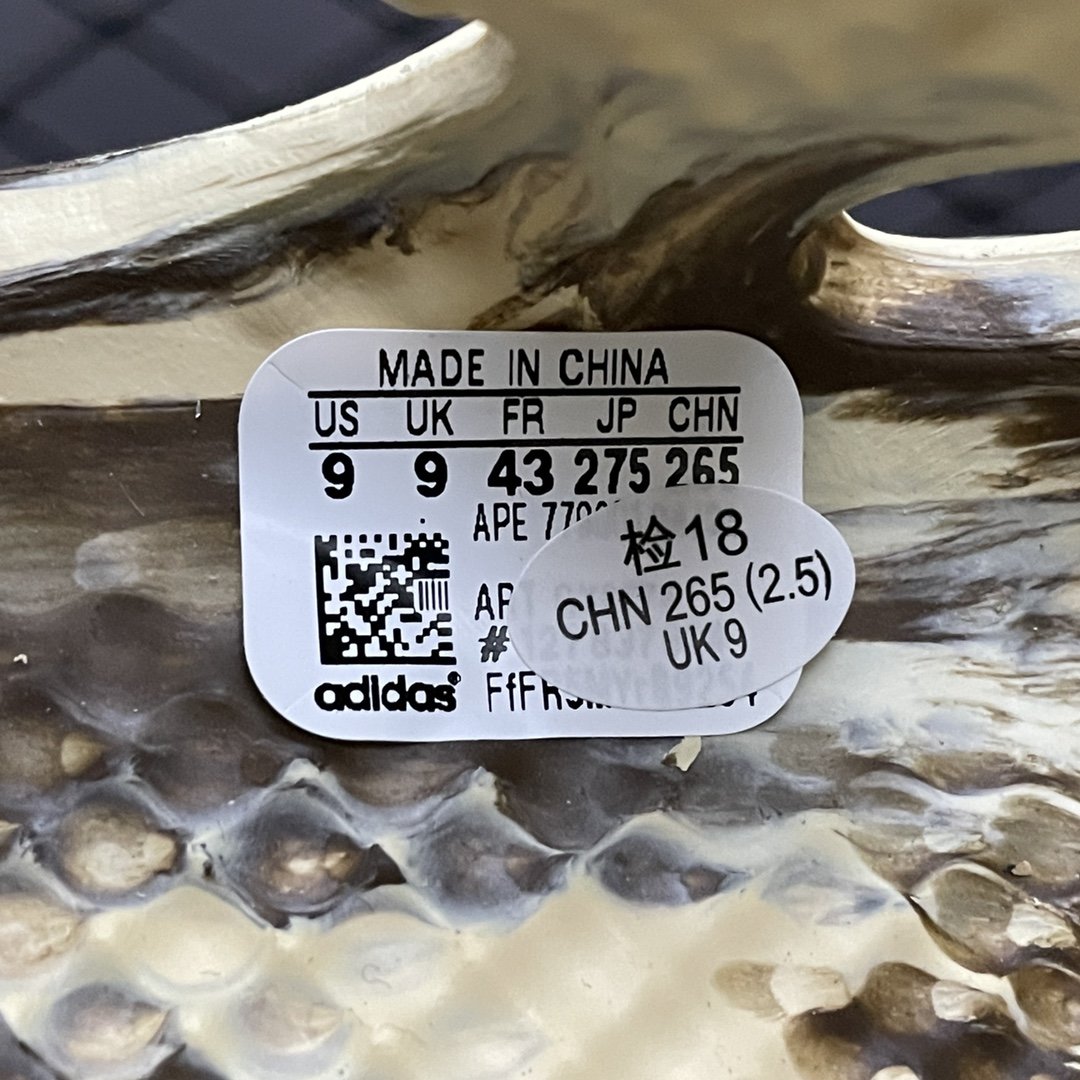 MADE IN CHINA
US UK FR JP CHN
9 9 43 275 265
APE
检18
CHN 265 (2.5)
UK 9
#
adidas